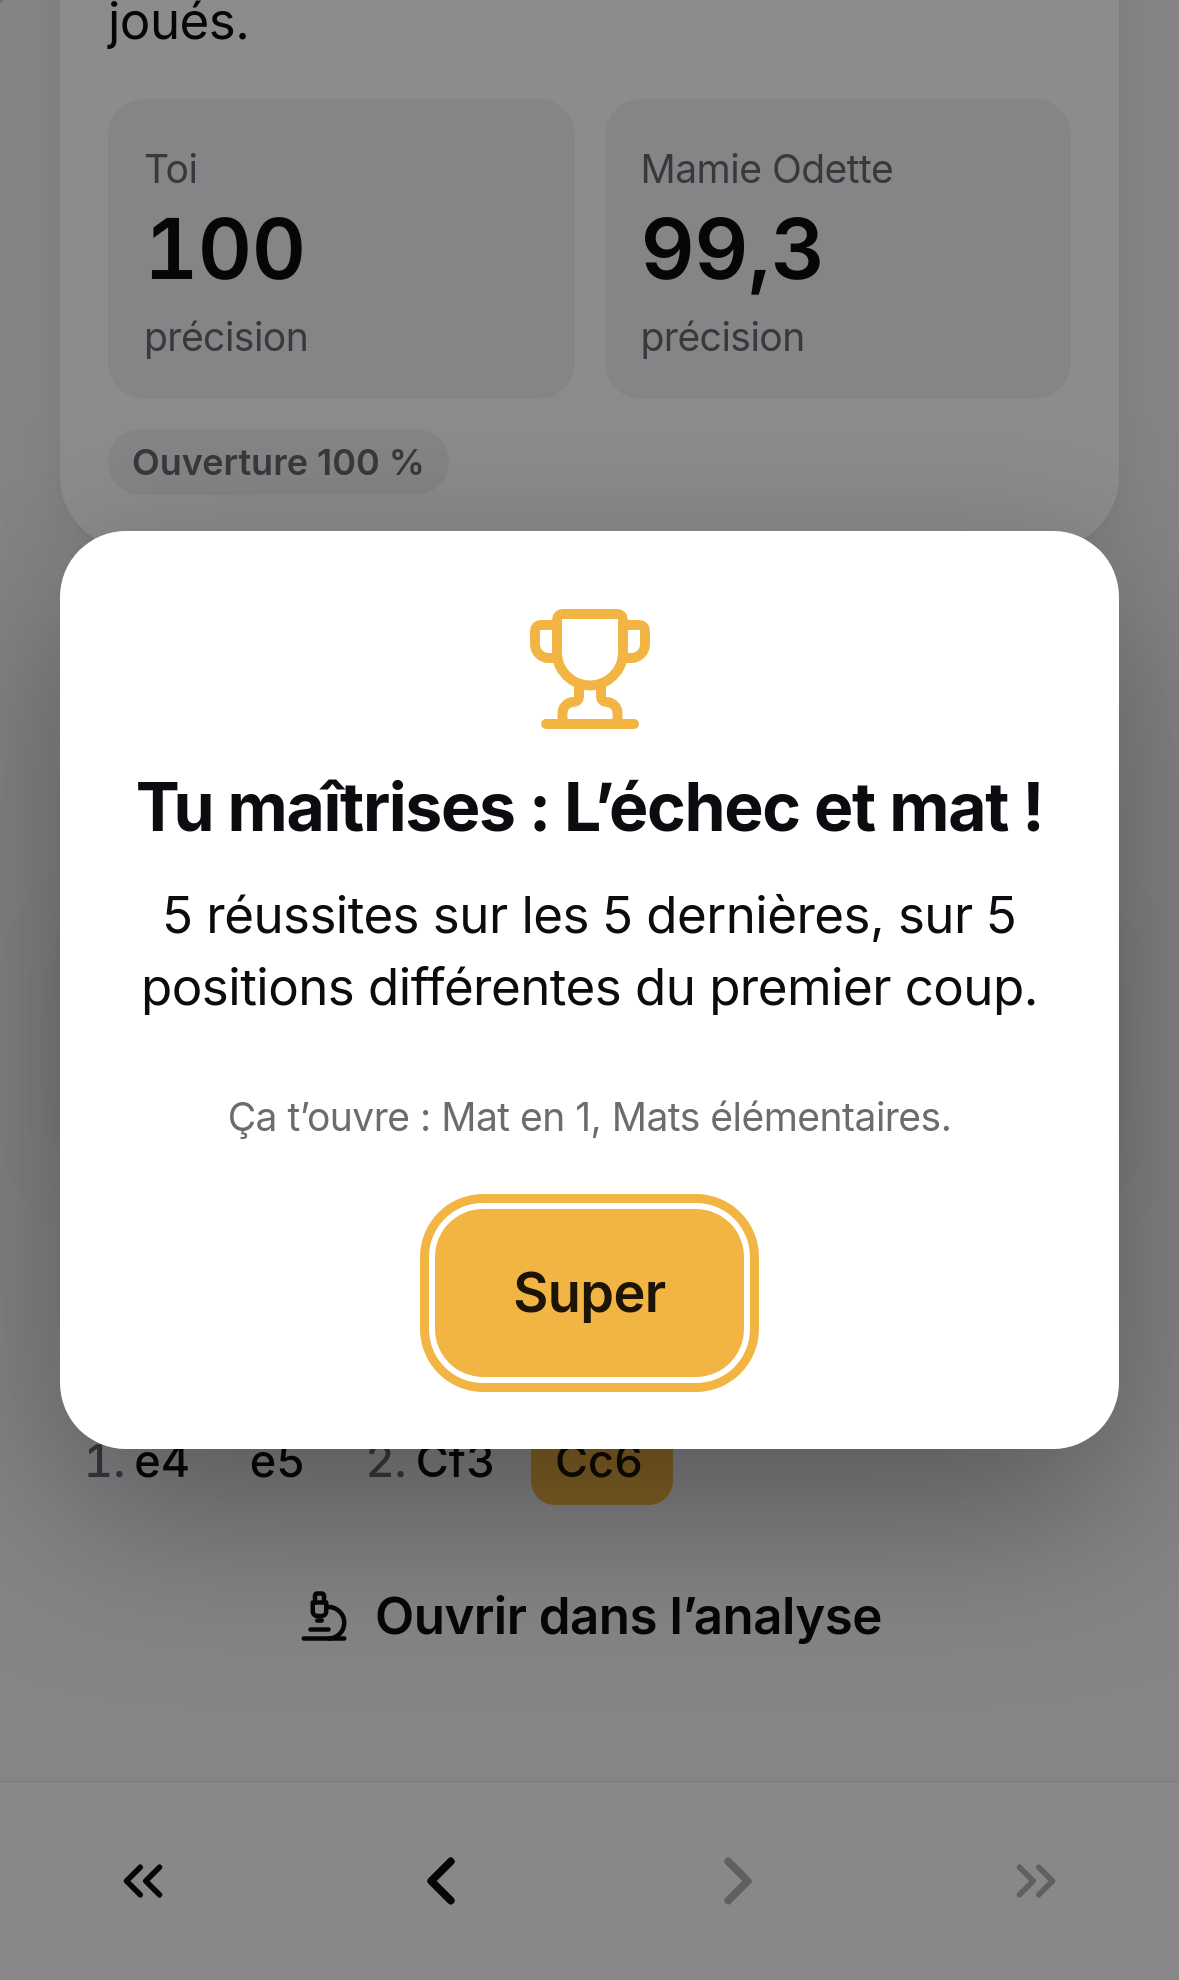 joués.
Toi
100
précision
Mamie Odette
99,3
précision
Ouverture 100 %
Tu maîtrises : L’échec et mat !
5 réussites sur les 5 dernières, sur 5
positions différentes du premier coup.
Ça t’ouvre : Mat en 1, Mats élémentaires.
Super
1. e4 e5 2. Cf3 Cc6
Ouvrir dans l’analyse